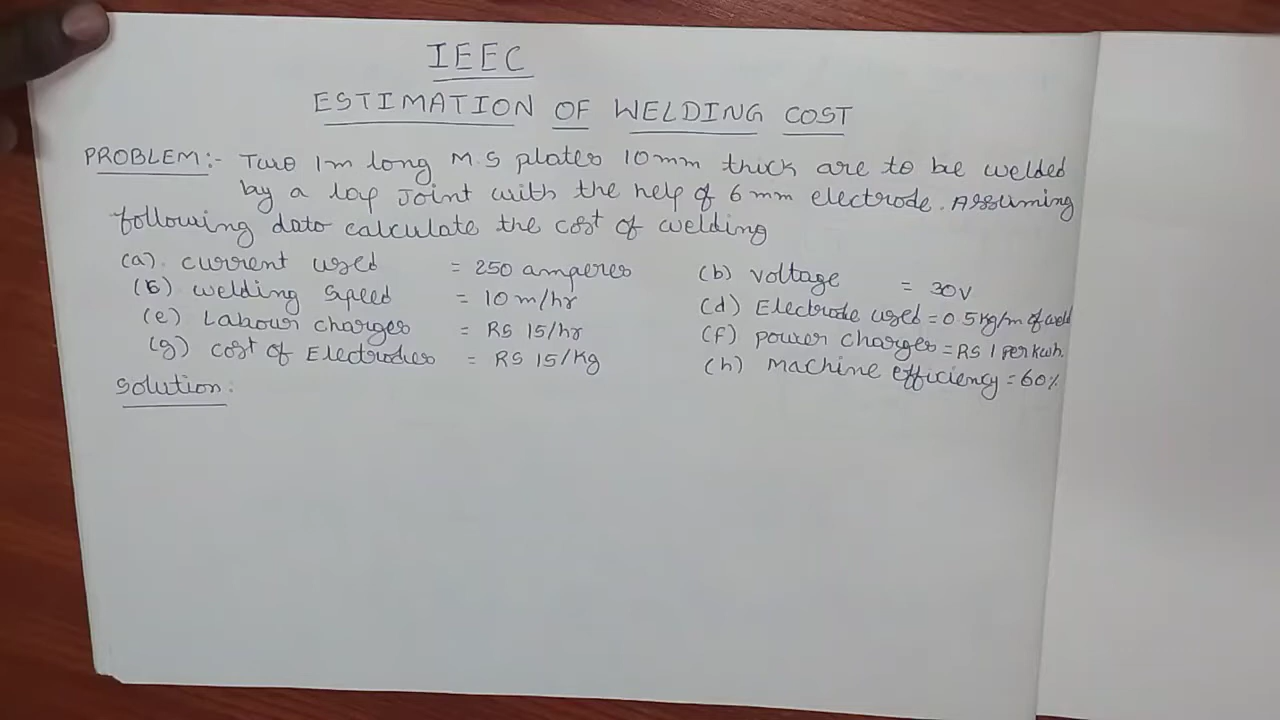 IEEC
ESTIMATION OF WELDING COST
PROBLEM:- Two 1m long M.S plates 10mm thick are to be welded
by a lap Joint with the help of 6mm electrode. Assuming
following data calculate the cost of welding
(a). current used = 250 amperes (b) voltage = 30V
(c) welding speed = 10m/hr (d) Electrode used = 0.5kg/m of weld
(e) Labour charges = RS 15/hr (f) power charges = RS 1 per kwh.
(g) cost of Electrodes = RS 15/kg (h) machine efficiency = 60%
Solution: